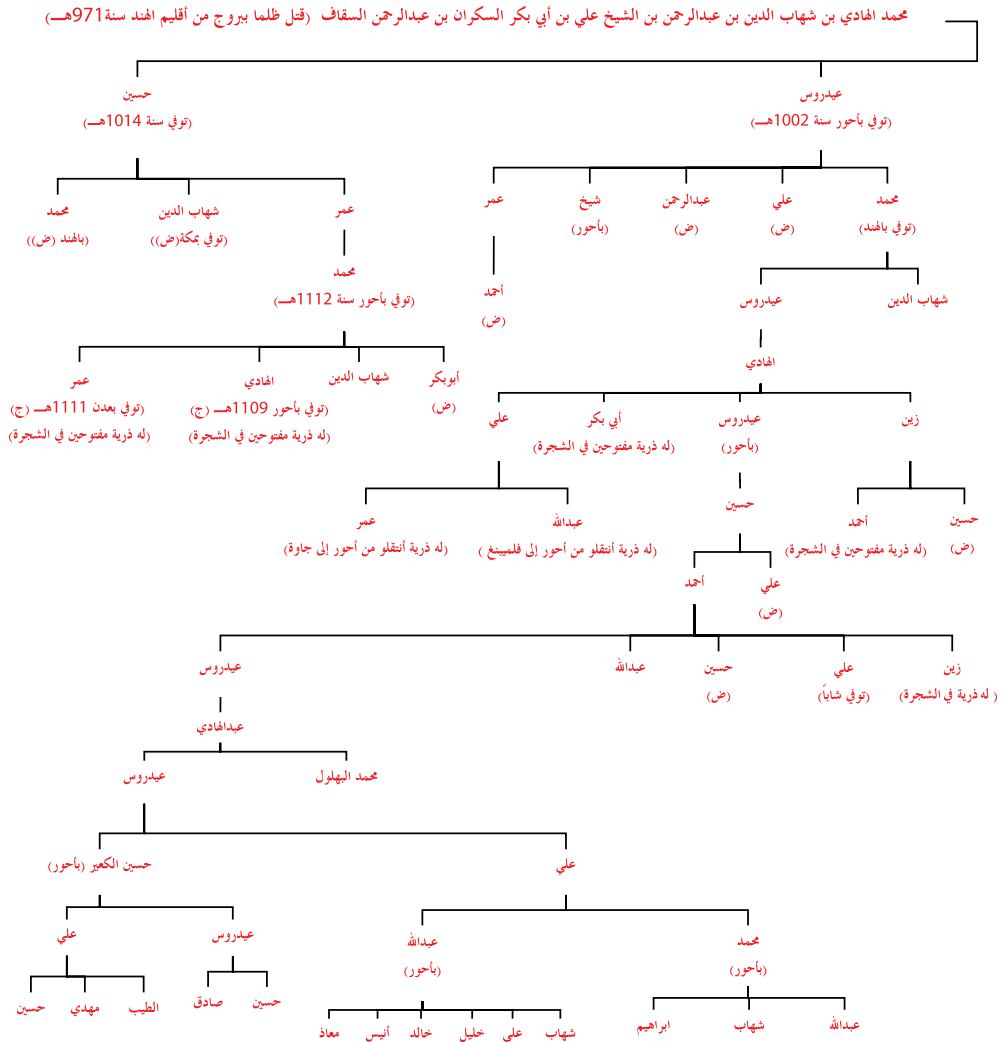 محمد الهادي بن شهاب الدين بن عبدالرحمن بن الشيخ علي بن أبي بكر السكران بن عبدالرحمن السقاف (قتل ظلما ببروج من أقليم الهند سنة971هـ)
عيدروس
(توفي بأحور سنة 1002هـ)
حسين
(توفي سنة 1014هـ)
محمد
(توفي بالهند)
علي
(ض)
عبدالرحمن
(ض)
شيخ
(بأحور)
عمر
عمر
شهاب الدين
(توفي بمكة(ض))
محمد
(بالهند (ض))
أحمد
(ض)
محمد
(توفي بأحور سنة 1112هـ)
شهاب الدين
عيدروس
الهادي
أبوبكر
(ض)
شهاب الدين
الهادي
(توفي بأحور 1109هـ (ج)
(له ذرية مفتوحين في الشجرة)
عمر
(توفي بعدن 1111هـ (ج)
(له ذرية مفتوحين في الشجرة)
زين
عيدروس
(بأحور)
أبي بكر
(له ذرية مفتوحين في الشجرة)
علي
حسين
(ض)
أحمد
(له ذرية مفتوحين في الشجرة)
حسين
عبدالله
(له ذرية أنتقلو من أحور إلى فلميبنغ )
عمر
(له ذرية أنتقلو من أحور إلى جاوة)
علي
(ض)
أحمد
زين
( له ذرية في الشجرة)
علي
(توفي شاباً)
حسين
(ض)
عبدالله
عيدروس
عبدالهادي
محمد البهلول
عيدروس
علي
حسين الكعير (بأحور)
محمد
(بأحور)
عبدالله
(بأحور)
عيدروس
علي
عبدالله
شهاب
ابراهيم
شهاب
علي
خليل
خالد
أنيس
معاذ
حسين
صادق
الطيب
مهدي
حسين